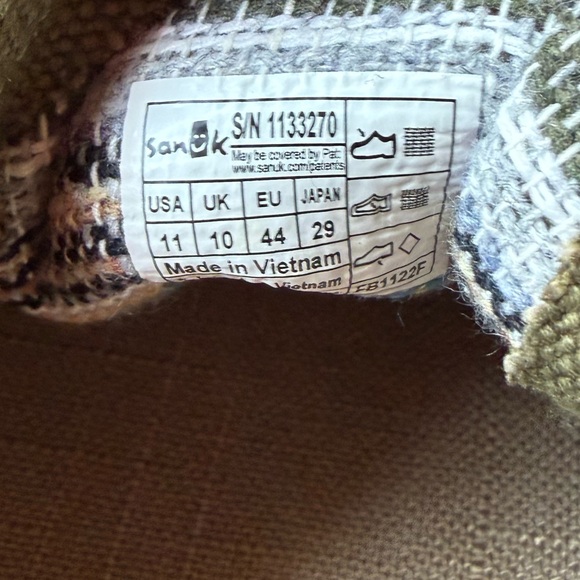 sanuk
S/N 1133270
May be covered by Pat:
www.sanuk.com/patents
USA UK EU JAPAN
11 10 44 29
Made in Vietnam
Vietnam
FB1122F